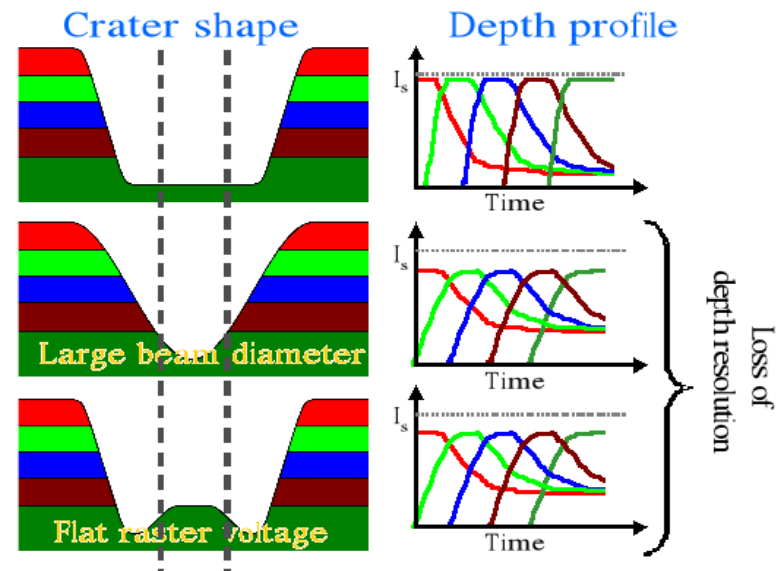 Crater shape
Depth profile
Iₛ
Time
Large beam diameter
Iₛ
Time
Flat raster voltage
Iₛ
Time
Loss of
depth resolution